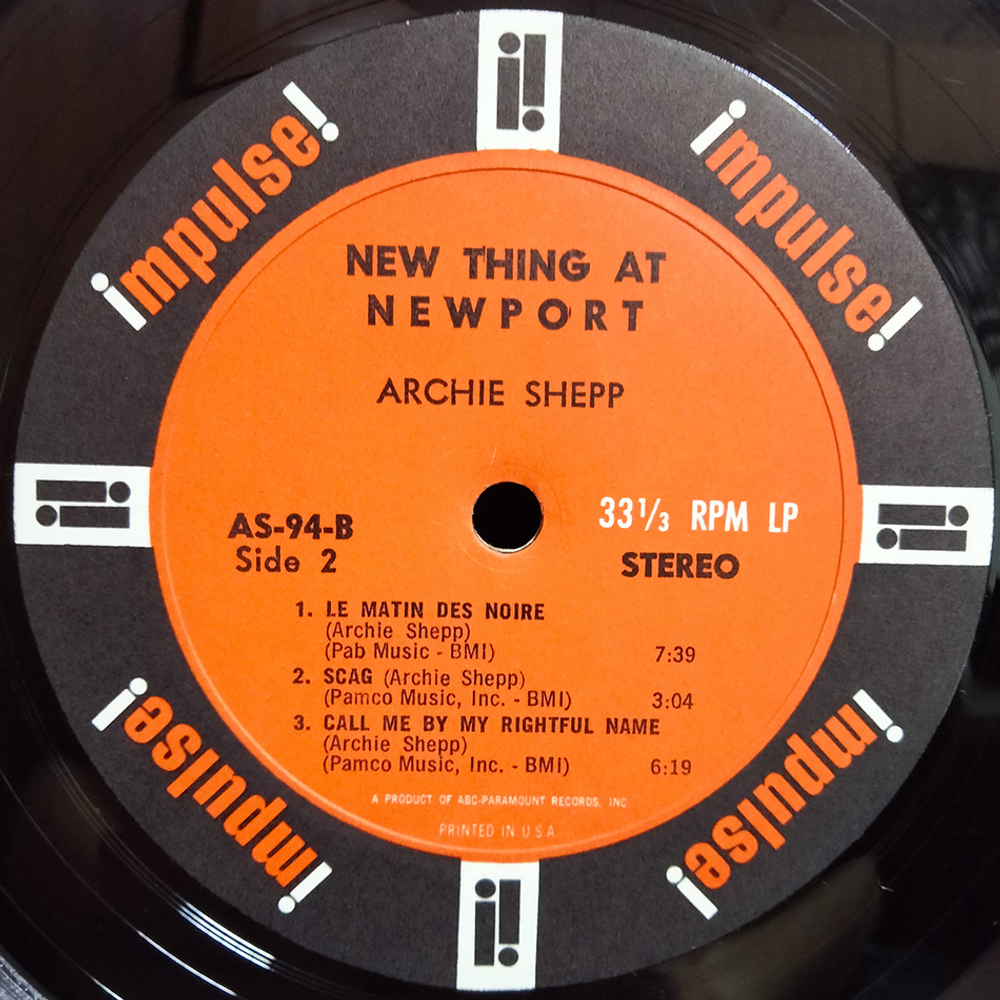 impulse!
impulse!
NEW THING AT
NEWPORT
ARCHIE SHEPP
AS-94-B
Side 2
33⅓ RPM LP
STEREO
1. LE MATIN DES NOIRE
(Archie Shepp)
(Pab Music - BMI) 7:39
2. SCAG (Archie Shepp)
(Pamco Music, Inc. - BMI) 3:04
3. CALL ME BY MY RIGHTFUL NAME
(Archie Shepp)
(Pamco Music, Inc. - BMI) 6:19
A PRODUCT OF ABC-PARAMOUNT RECORDS, INC.
PRINTED IN U S A
impulse!
impulse!